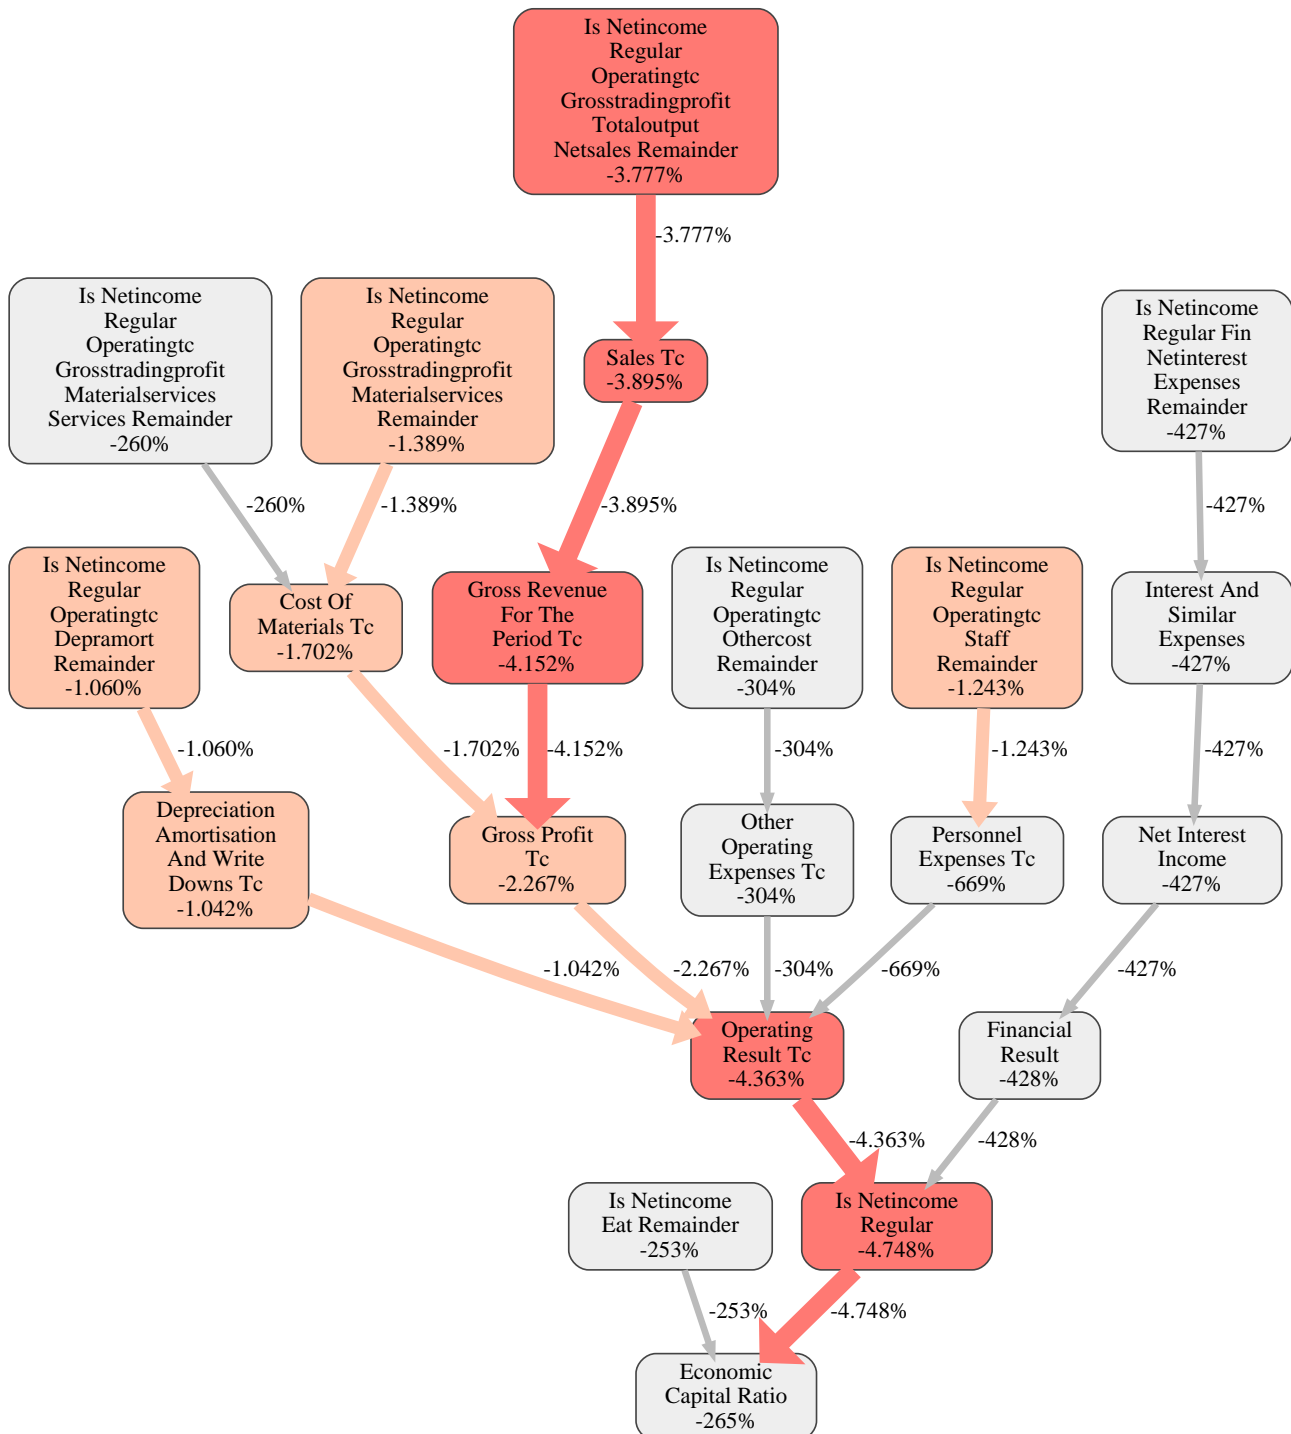 Is Netincome
Regular
Operatingtc
Grosstradingprofit
Totaloutput
Netsales Remainder
-3.777%
-3.777%
Is Netincome
Regular
Operatingtc
Grosstradingprofit
Materialservices
Services Remainder
-260%
Is Netincome
Regular
Operatingtc
Grosstradingprofit
Materialservices
Remainder
-1.389%
Sales Tc
-3.895%
Is Netincome
Regular Fin
Netinterest
Expenses
Remainder
-427%
-260%
-1.389%
-3.895%
-427%
Is Netincome
Regular
Operatingtc
Depramort
Remainder
-1.060%
Cost Of
Materials Tc
-1.702%
Gross Revenue
For The
Period Tc
-4.152%
Is Netincome
Regular
Operatingtc
Othercost
Remainder
-304%
Is Netincome
Regular
Operatingtc
Staff
Remainder
-1.243%
Interest And
Similar
Expenses
-427%
-1.060%
-1.702%
-4.152%
-304%
-1.243%
-427%
Depreciation
Amortisation
And Write
Downs Tc
-1.042%
Gross Profit
Tc
-2.267%
Other
Operating
Expenses Tc
-304%
Personnel
Expenses Tc
-669%
Net Interest
Income
-427%
-1.042%
-2.267%
-304%
-669%
-427%
Operating
Result Tc
-4.363%
Financial
Result
-428%
-4.363%
-428%
Is Netincome
Eat Remainder
-253%
Is Netincome
Regular
-4.748%
-253%
-4.748%
Economic
Capital Ratio
-265%